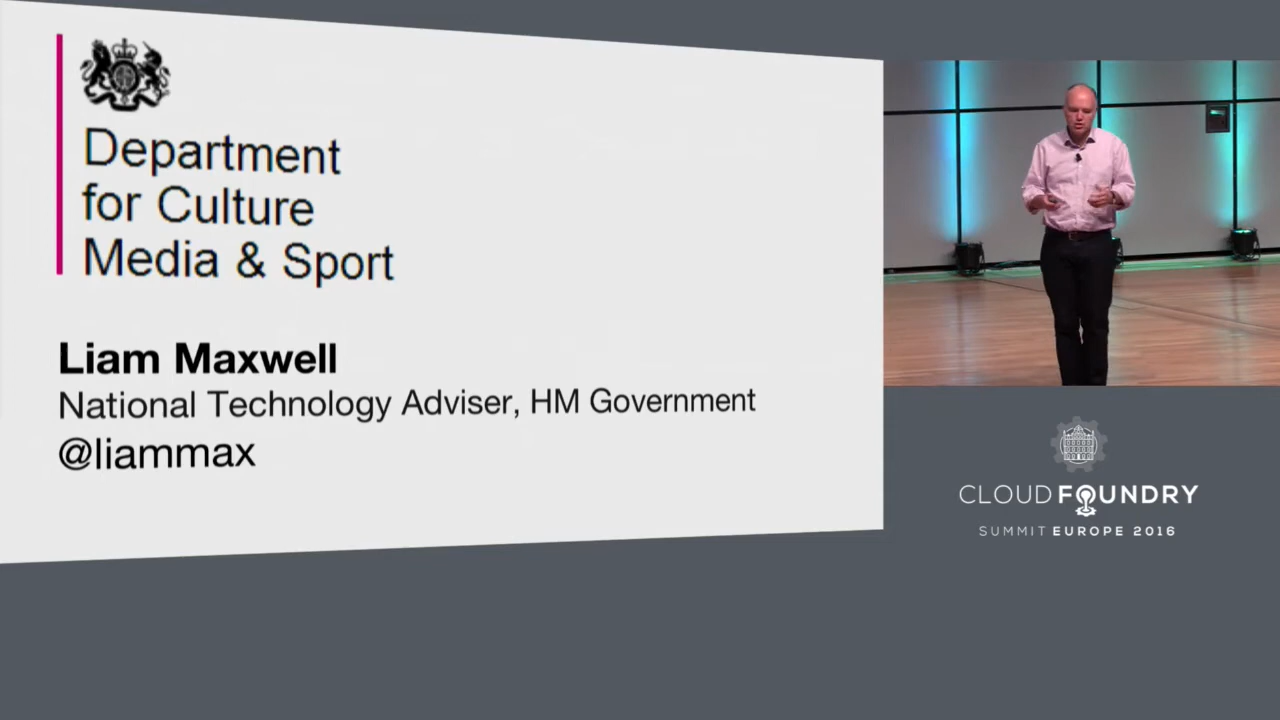 Department
for Culture
Media & Sport
Liam Maxwell
National Technology Adviser, HM Government
@liammax
CLOUD FOUNDRY
SUMMIT EUROPE 2016